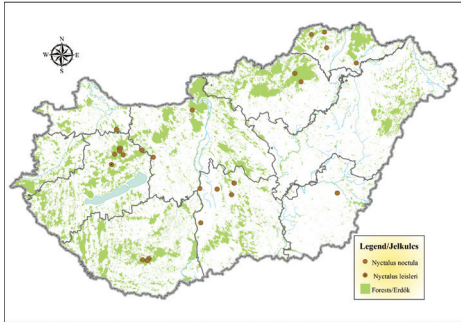 N
W E
S
Legend/Jelkulcs
Nyctalus noctula
Nyctalus leisleri
Forests/Erdők